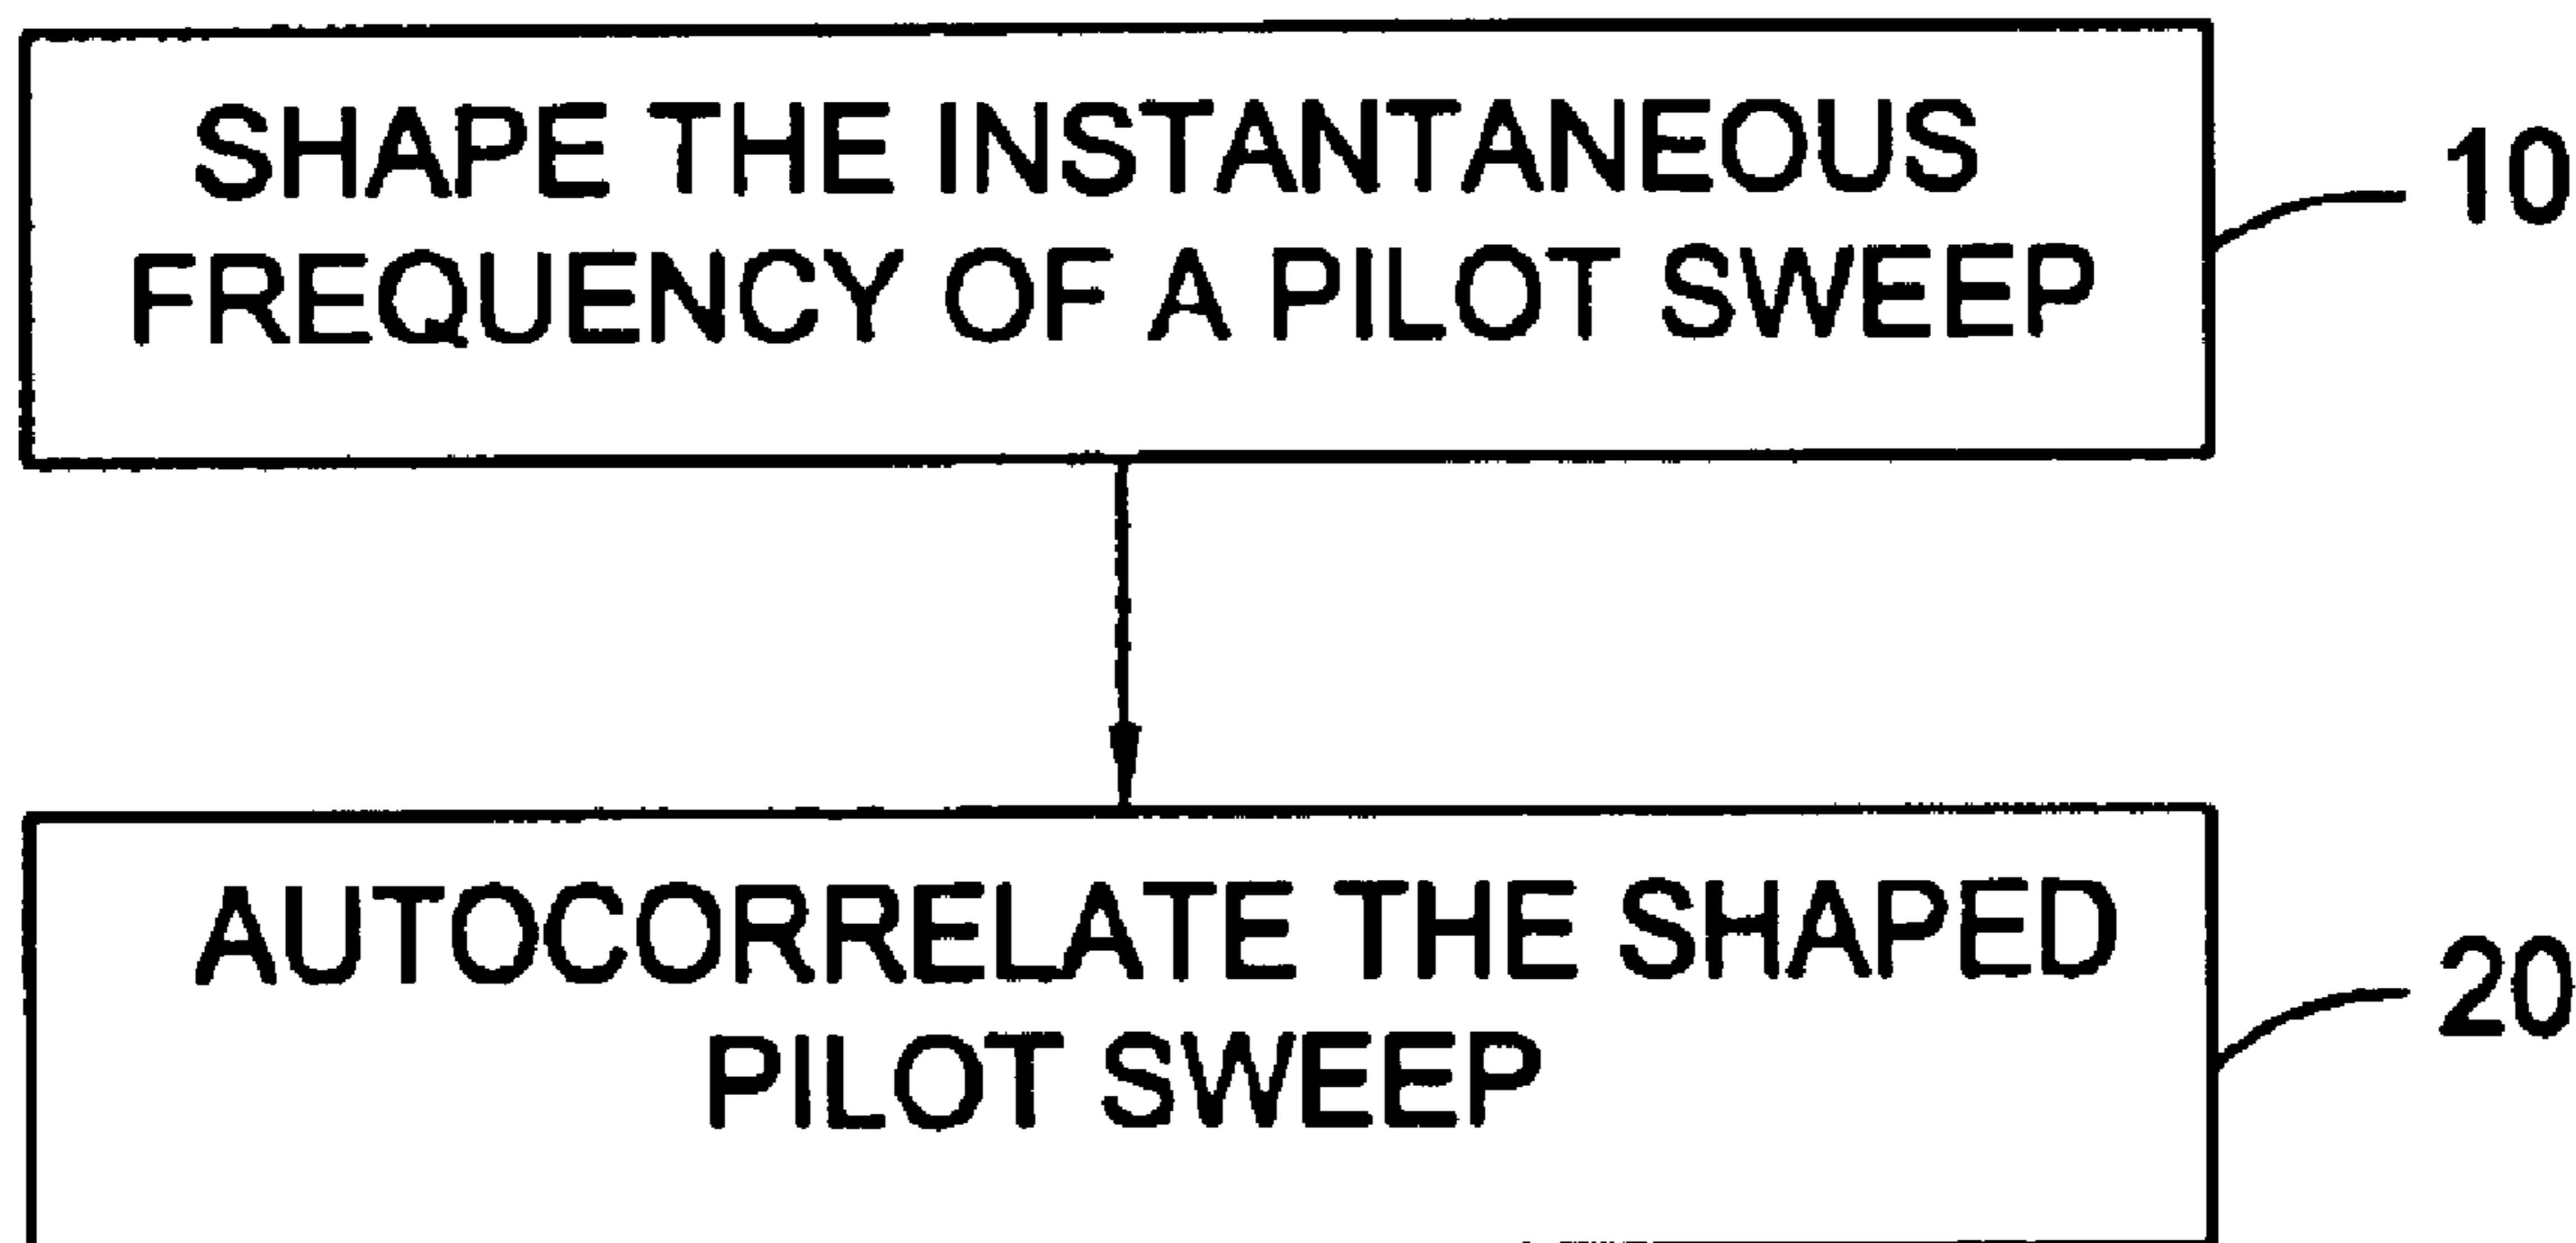 SHAPE THE INSTANTANEOUS
FREQUENCY OF A PILOT SWEEP
10
AUTOCORRELATE THE SHAPED
PILOT SWEEP
20